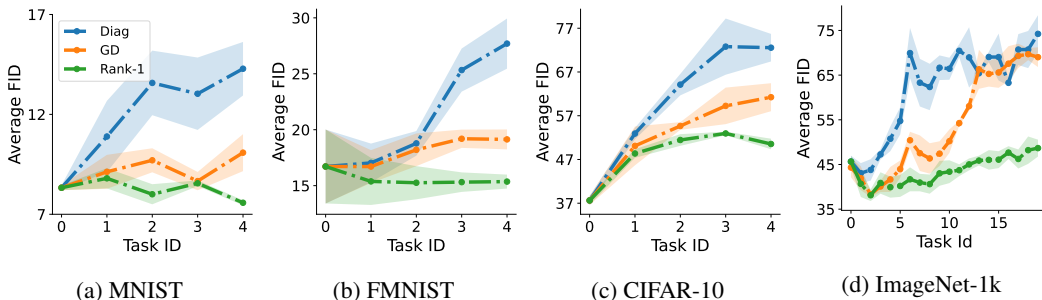 17
12
7
0 1 2 3 4
Average FID
Task ID
Diag
GD
Rank-1
(a) MNIST
30
25
20
15
0 1 2 3 4
Average FID
Task ID
(b) FMNIST
77
67
57
47
37
0 1 2 3 4
Average FID
Task ID
(c) CIFAR-10
75
65
55
45
35
0 5 10 15
Average FID
Task Id
(d) ImageNet-1k